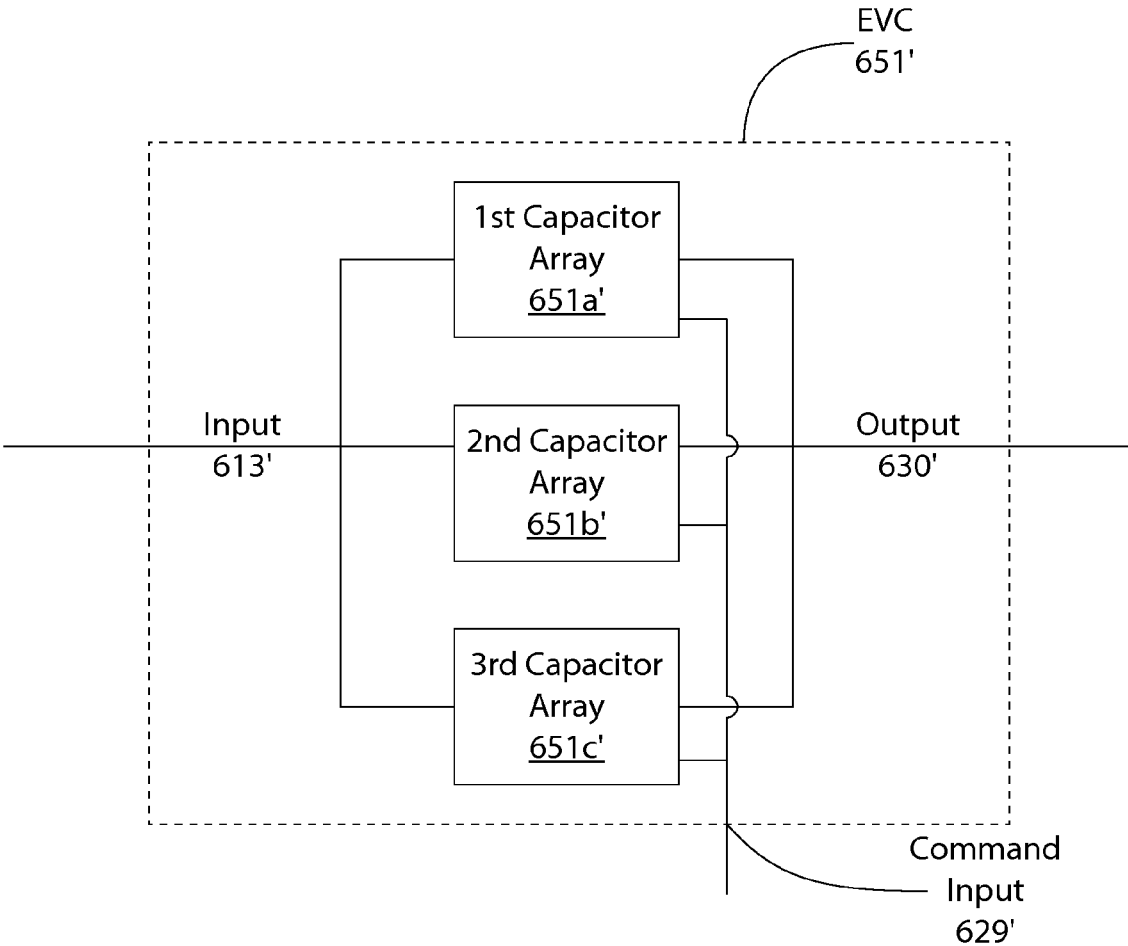 EVC
651'
1st Capacitor
Array
651a'
Input
613'
2nd Capacitor
Array
651b'
Output
630'
3rd Capacitor
Array
651c'
Command
Input
629'